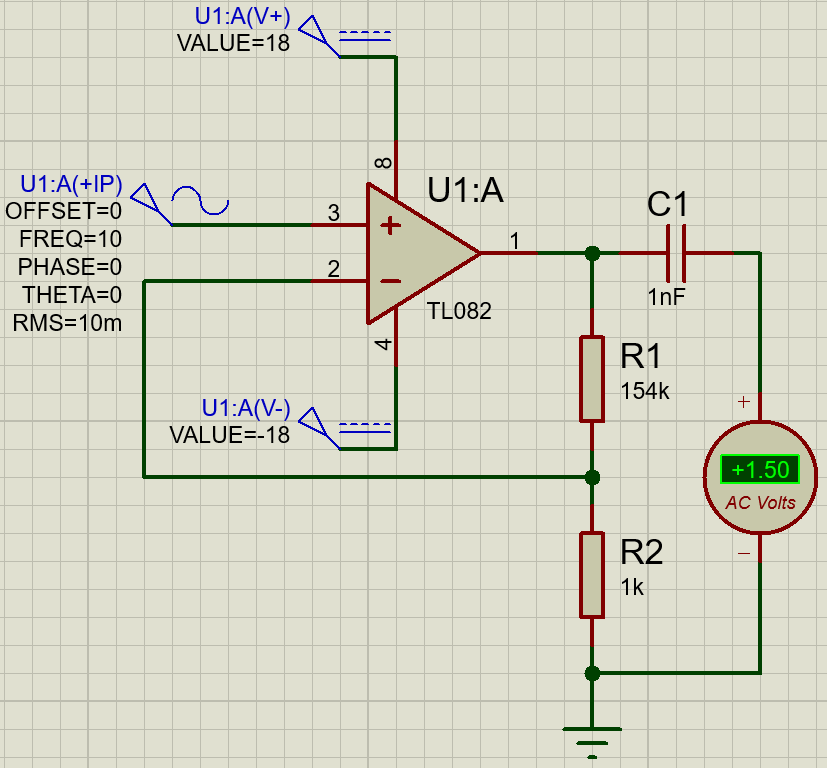 U1:A(V+)
VALUE=18
8
U1:A(+IP)
OFFSET=0
FREQ=10
PHASE=0
THETA=0
RMS=10m
3
2
+
−
U1:A
1
TL082
4
C1
1nF
U1:A(V-)
VALUE=-18
R1
154k
+
+1.50
AC Volts
−
R2
1k